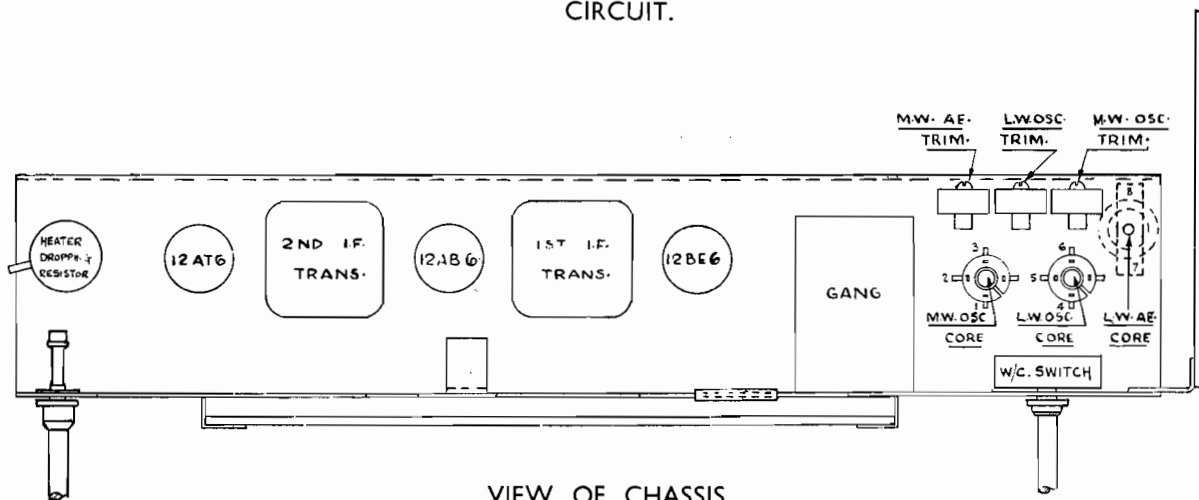 CIRCUIT.
M.W. AE. TRIM.
L.W.OSC. TRIM.
M.W. OSC. TRIM.
HEATER
DROPPG.
RESISTOR
12AT6
2ND I.F.
TRANS.
12AB6
1ST I.F.
TRANS.
12BE6
GANG
3
2
1
M.W.OSC
CORE
6
5
4
L.W.OSC.
CORE
8
7
L.W. AE.
CORE
W/C. SWITCH
VIEW OF CHASSIS